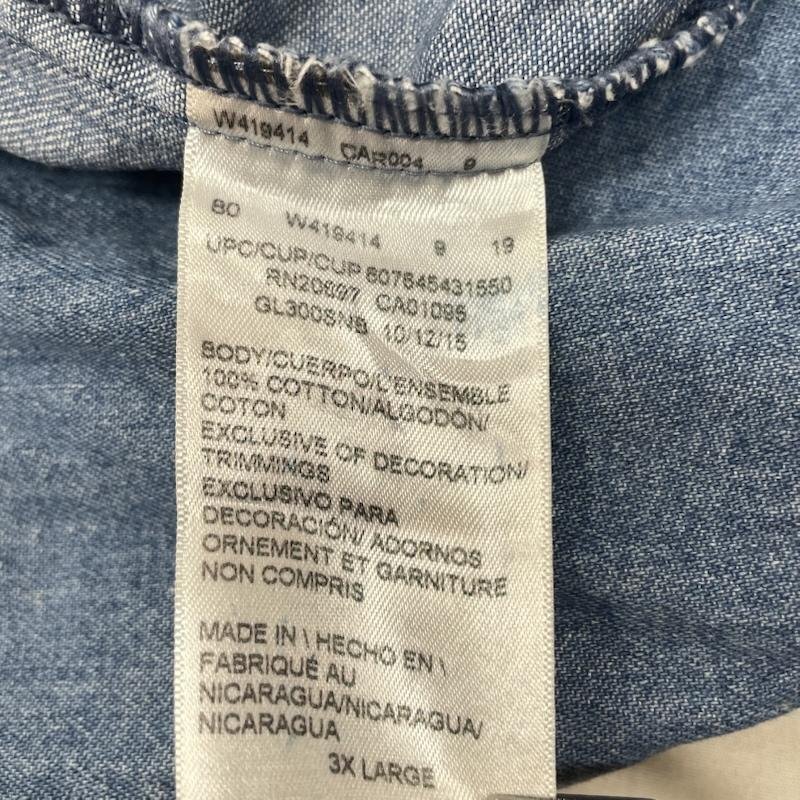 W419414 CAR004 9
80 W419414 9 19
UPC/CUP/CUP 607645431550
RN20697 CA01095
GL300SNB 10/12/15
BODY/CUERPO/L'ENSEMBLE
100% COTTON/ALGODON/
COTON
EXCLUSIVE OF DECORATION/
TRIMMINGS
EXCLUSIVO PARA
DECORACIÓN/ ADORNOS
ORNEMENT ET GARNITURE
NON COMPRIS
MADE IN \ HECHO EN \
FABRIQUÉ AU
NICARAGUA/NICARAGUA/
NICARAGUA
3X LARGE